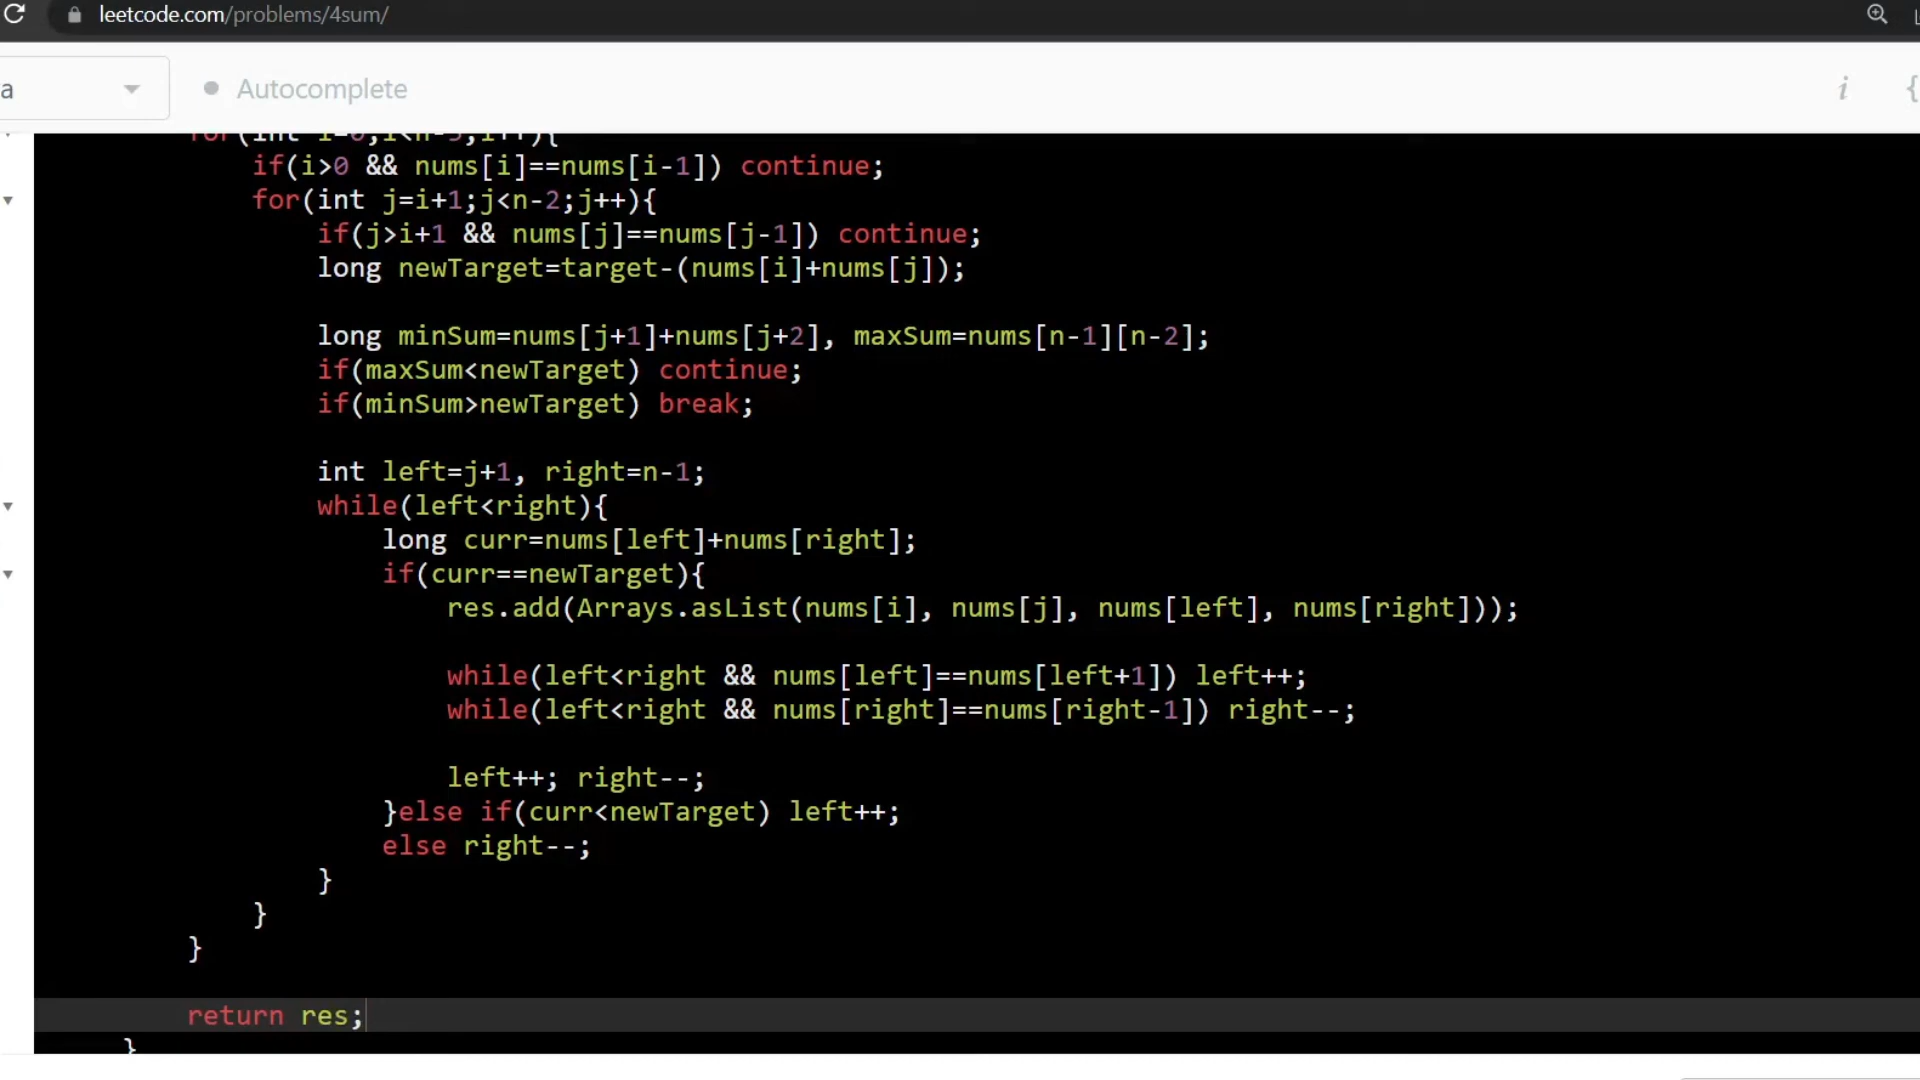 leetcode.com/problems/4sum/
a
Autocomplete
i {
for(int i=0;i<n-3;i++){
if(i>0 && nums[i]==nums[i-1]) continue;
for(int j=i+1;j<n-2;j++){
if(j>i+1 && nums[j]==nums[j-1]) continue;
long newTarget=target-(nums[i]+nums[j]);
long minSum=nums[j+1]+nums[j+2], maxSum=nums[n-1][n-2];
if(maxSum<newTarget) continue;
if(minSum>newTarget) break;
int left=j+1, right=n-1;
while(left<right){
long curr=nums[left]+nums[right];
if(curr==newTarget){
res.add(Arrays.asList(nums[i], nums[j], nums[left], nums[right]));
while(left<right && nums[left]==nums[left+1]) left++;
while(left<right && nums[right]==nums[right-1]) right--;
left++; right--;
}else if(curr<newTarget) left++;
else right--;
}
}
}
return res;
}